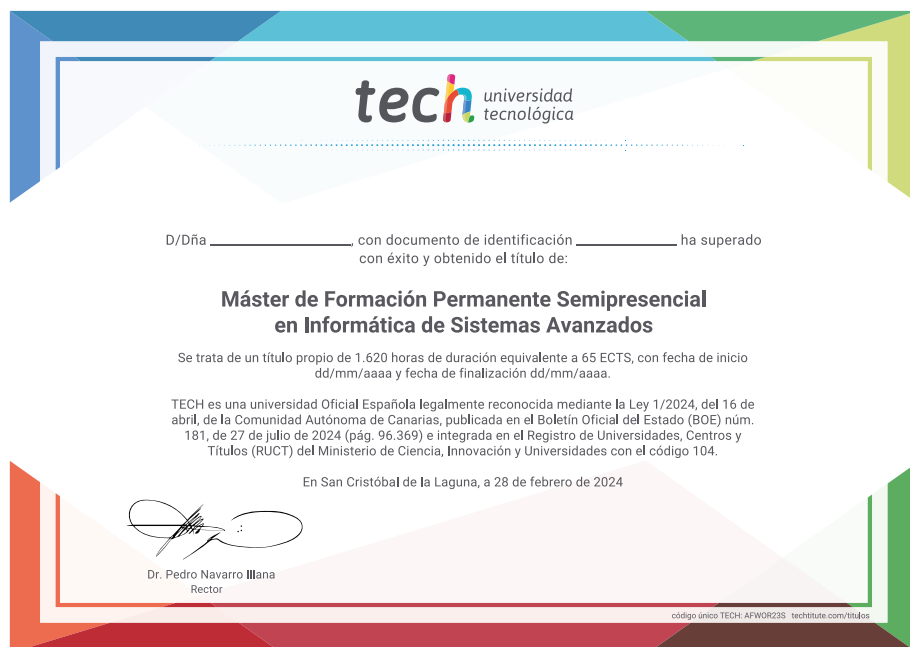 tech universidad
tecnológica
D/Dña ______________, con documento de identificación __________ ha superado
con éxito y obtenido el título de:
Máster de Formación Permanente Semipresencial
en Informática de Sistemas Avanzados
Se trata de un título propio de 1.620 horas de duración equivalente a 65 ECTS, con fecha de inicio
dd/mm/aaaa y fecha de finalización dd/mm/aaaa.
TECH es una universidad Oficial Española legalmente reconocida mediante la Ley 1/2024, del 16 de
abril, de la Comunidad Autónoma de Canarias, publicada en el Boletín Oficial del Estado (BOE) núm.
181, de 27 de julio de 2024 (pág. 96.369) e integrada en el Registro de Universidades, Centros y
Títulos (RUCT) del Ministerio de Ciencia, Innovación y Universidades con el código 104.
En San Cristóbal de la Laguna, a 28 de febrero de 2024
Dr. Pedro Navarro Illana
Rector
código único TECH: AFWOR23S techtitute.com/titulos